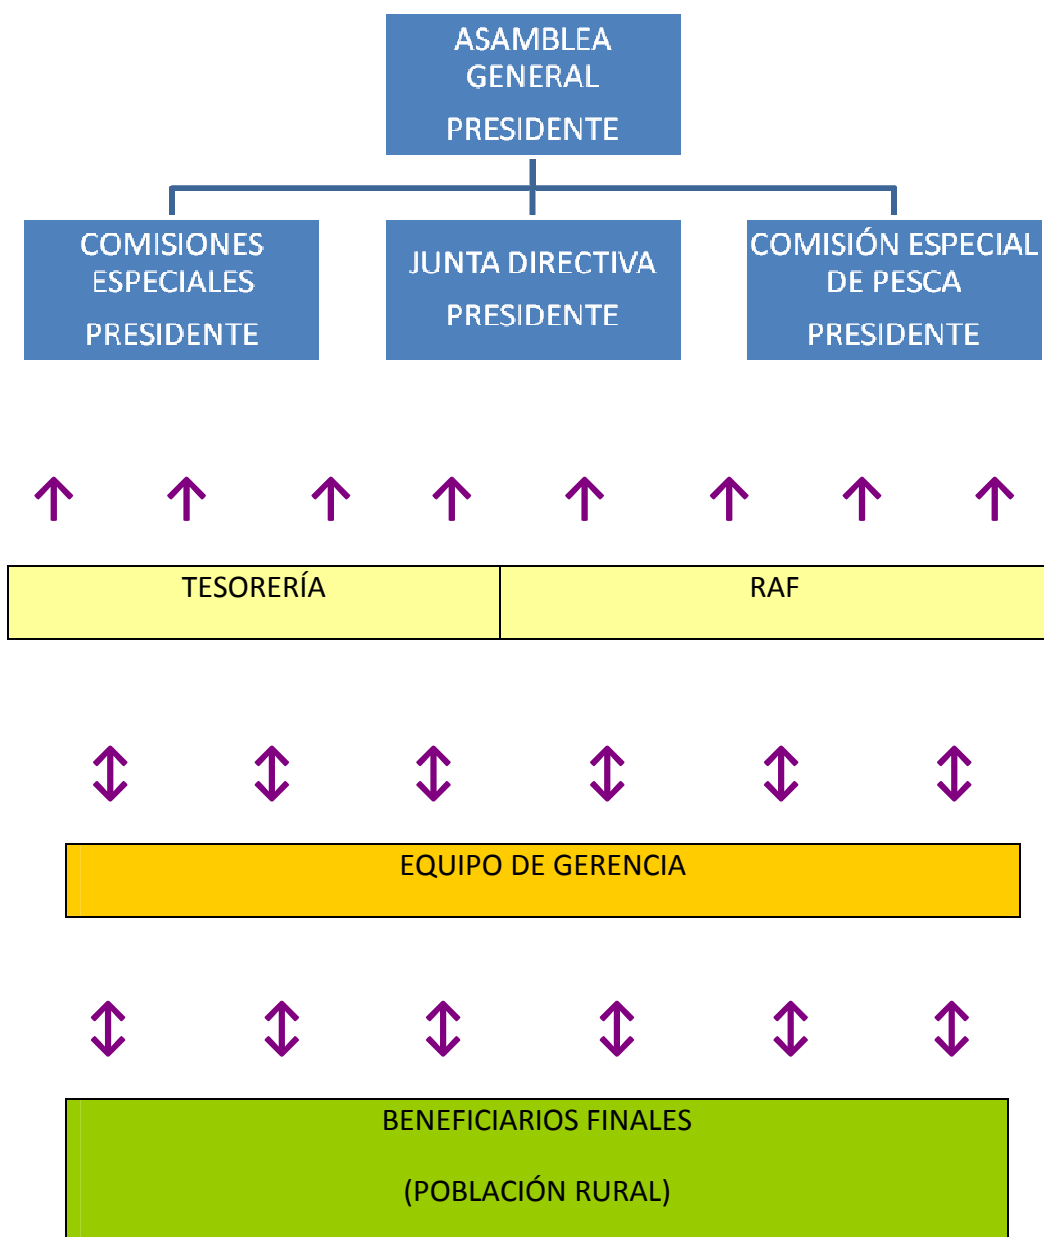 ASAMBLEA
GENERAL
PRESIDENTE
COMISIONES
ESPECIALES
PRESIDENTE
JUNTA DIRECTIVA
PRESIDENTE
COMISIÓN ESPECIAL
DE PESCA
PRESIDENTE
TESORERÍA
RAF
EQUIPO DE GERENCIA
BENEFICIARIOS FINALES
(POBLACIÓN RURAL)